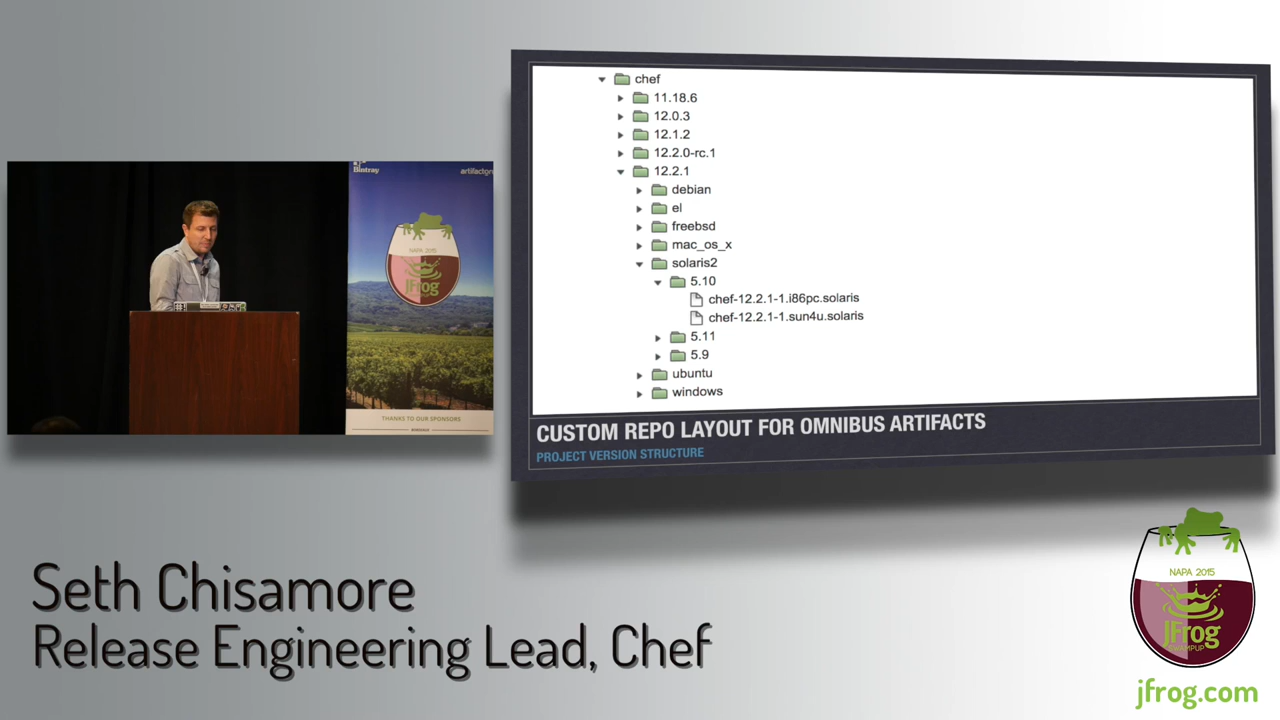 Bintray
artifactory
NAPA 2015
jFrog
SWAMPUP
THANKS TO OUR SPONSORS
chef
11.18.6
12.0.3
12.1.2
12.2.0-rc.1
12.2.1
debian
el
freebsd
mac_os_x
solaris2
5.10
chef-12.2.1-1.i86pc.solaris
chef-12.2.1-1.sun4u.solaris
5.11
5.9
ubuntu
windows
CUSTOM REPO LAYOUT FOR OMNIBUS ARTIFACTS
PROJECT VERSION STRUCTURE
Seth Chisamore
Release Engineering Lead, Chef
NAPA 2015
jFrog
SWAMPUP
jfrog.com